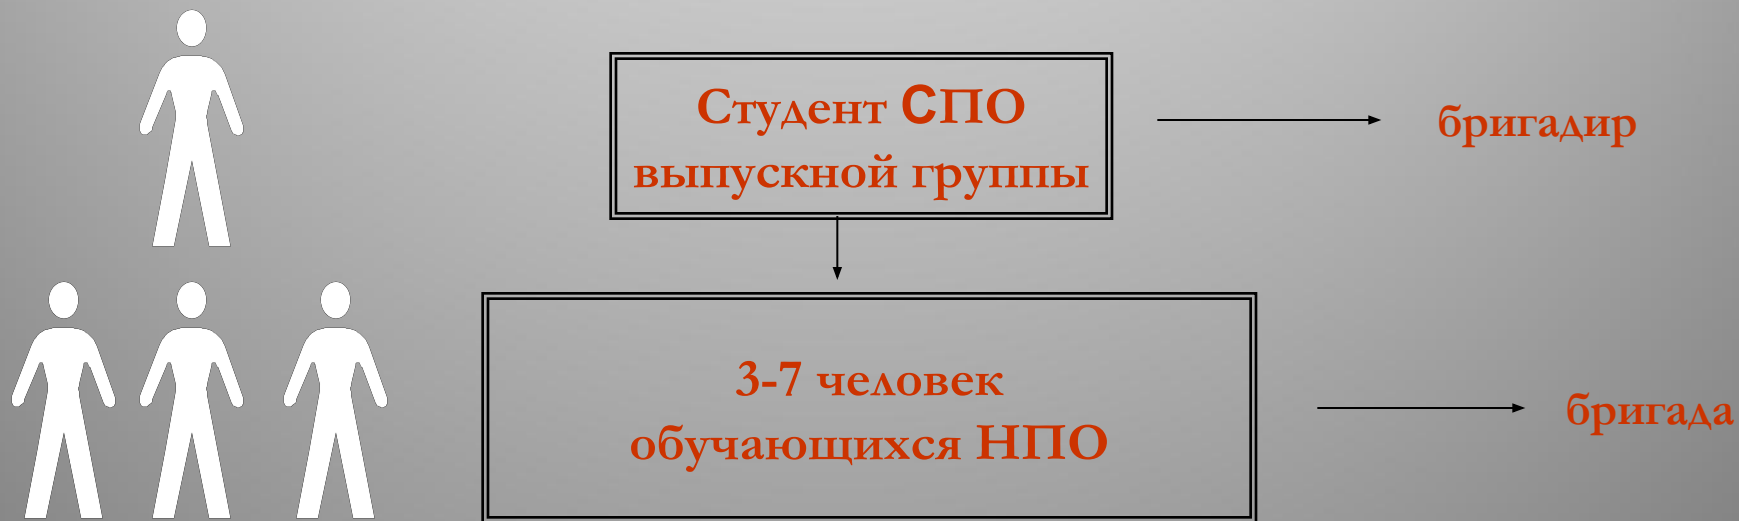 Студент СПО
выпускной группы
бригадир
3-7 человек
обучающихся НПО
бригада